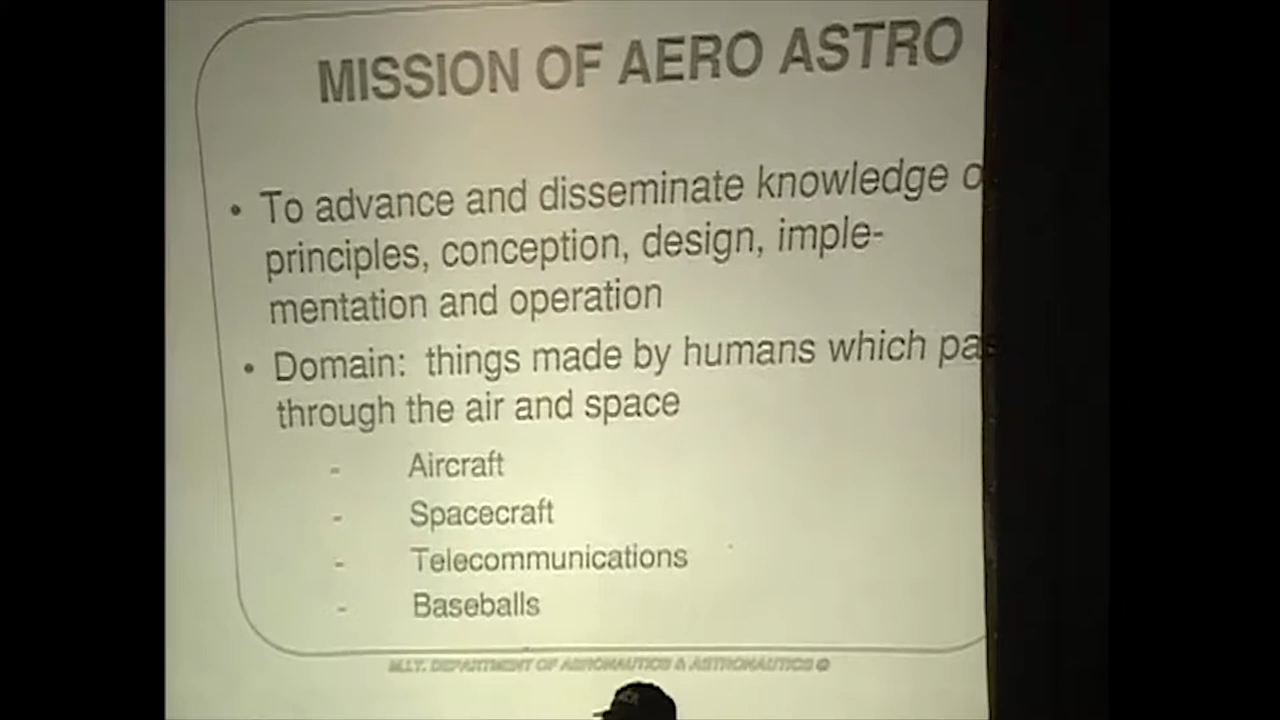 MISSION OF AERO ASTRO
• To advance and disseminate knowledge
principles, conception, design, imple-
mentation and operation
• Domain: things made by humans which
through the air and space
- Aircraft
- Spacecraft
- Telecommunications
- Baseballs
M.I.T. DEPARTMENT OF AERONAUTICS & ASTRONAUTICS